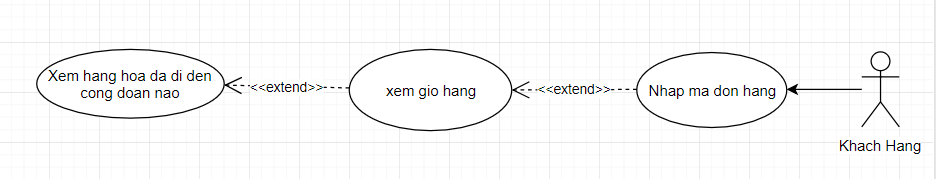 Xem hang hoa da di den
cong doan nao
<<extend>>
xem gio hang
<<extend>>
Nhap ma don hang
Khach Hang